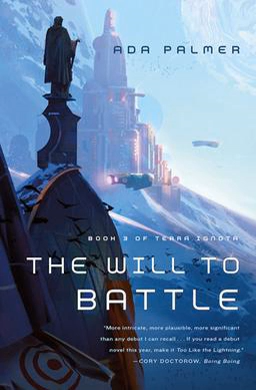 ADA PALMER
BOOK 3 OF TERRA IGNOTA
THE WILL TO
BATTLE
"More intricate, more plausible, more significant
than any debut I can recall . . . If you read a debut
novel this year, make it Too Like the Lightning."
—CORY DOCTOROW, Boing Boing